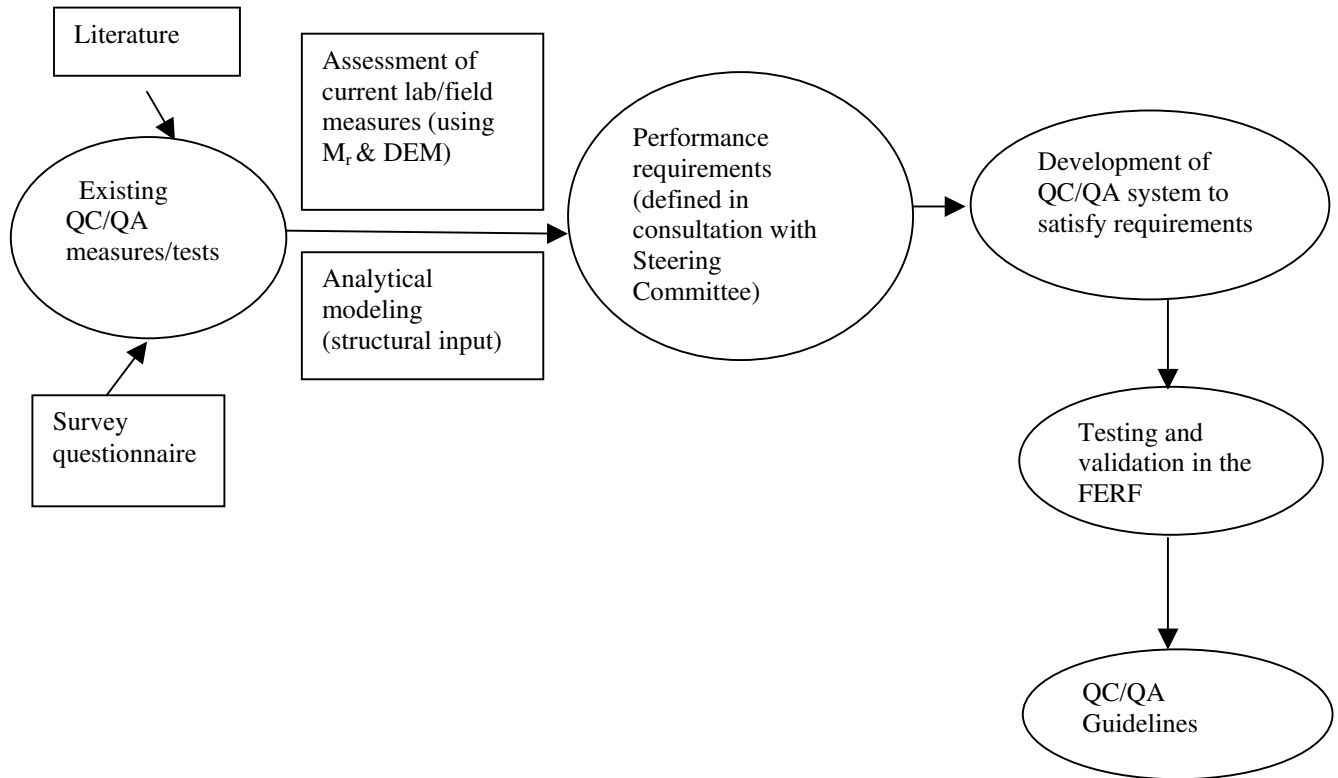 Literature
Assessment of
current lab/field
measures (using
Mr & DEM)
Existing
QC/QA
measures/tests
Analytical
modeling
(structural input)
Survey
questionnaire
Performance
requirements
(defined in
consultation with
Steering
Committee)
Development of
QC/QA system to
satisfy requirements
Testing and
validation in the
FERF
QC/QA
Guidelines